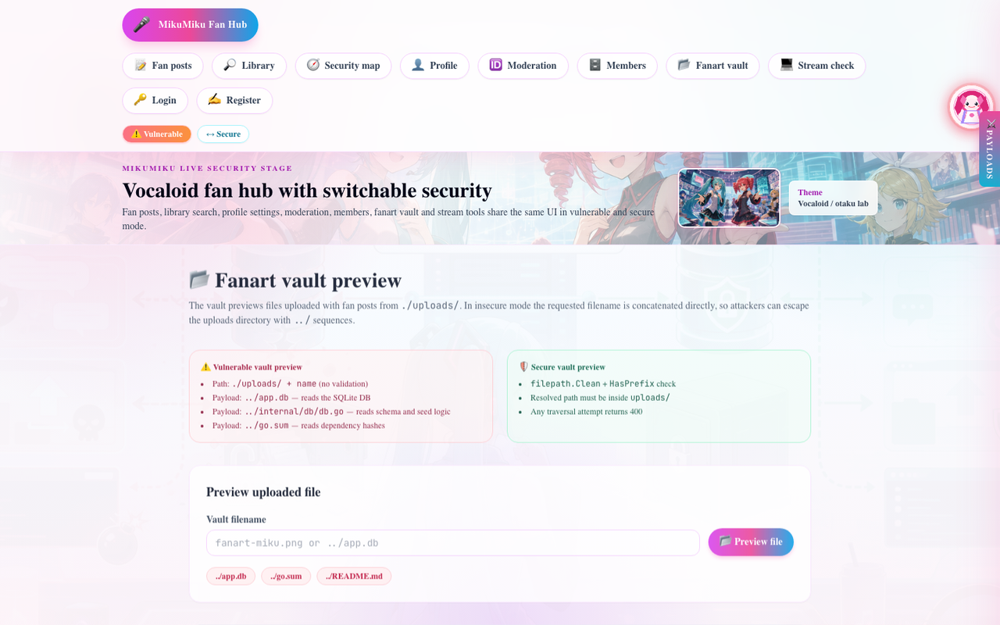 MikuMiku Fan Hub
Fan posts
Library
Security map
Profile
Moderation
Members
Fanart vault
Stream check
Login
Register
Vulnerable
↔ Secure
PAYLOADS
MIKUMIKU LIVE SECURITY STAGE
Vocaloid fan hub with switchable security
Fan posts, library search, profile settings, moderation, members, fanart vault and stream tools share the same UI in vulnerable and secure
mode.
Theme
Vocaloid / otaku lab
Fanart vault preview
The vault previews files uploaded with fan posts from ./uploads/. In insecure mode the requested filename is concatenated directly, so attackers can escape
the uploads directory with ../ sequences.
Vulnerable vault preview
• Path: ./uploads/ + name (no validation)
• Payload: ../app.db — reads the SQLite DB
• Payload: ../internal/db/db.go — reads schema and seed logic
• Payload: ../go.sum — reads dependency hashes
Secure vault preview
• filepath.Clean + HasPrefix check
• Resolved path must be inside uploads/
• Any traversal attempt returns 400
Preview uploaded file
Vault filename
fanart-miku.png or ../app.db
Preview file
../app.db
../go.sum
../README.md